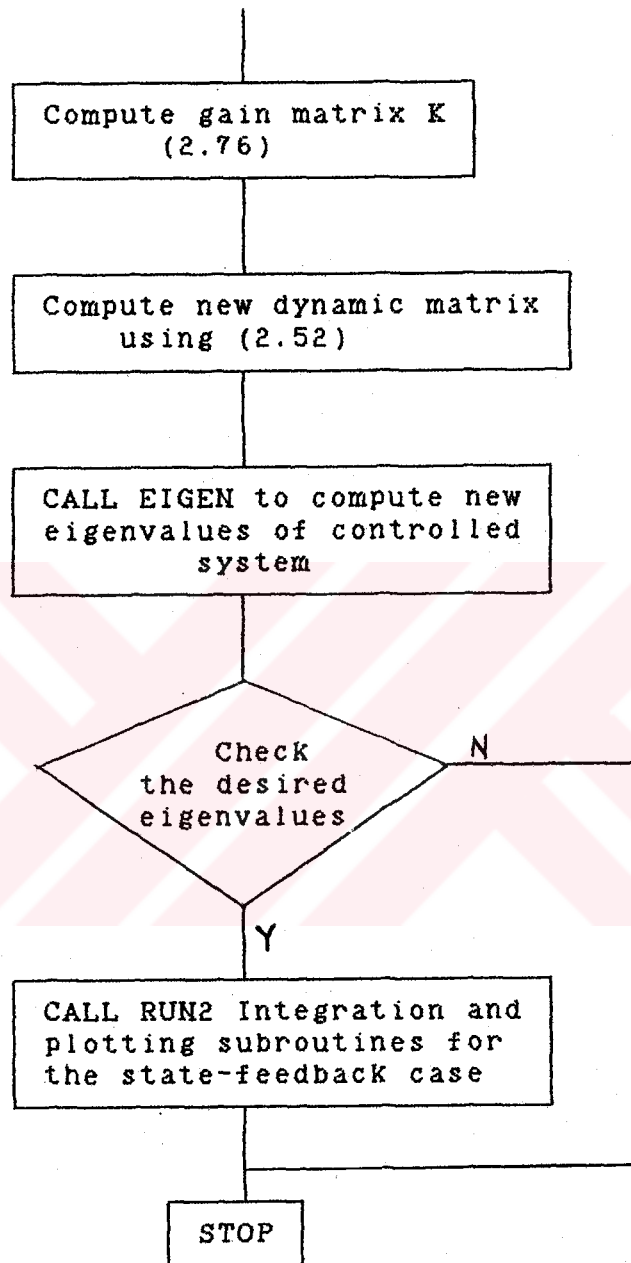 Compute gain matrix K
(2.76)
Compute new dynamic matrix
using (2.52)
CALL EIGEN to compute new
eigenvalues of controlled
system
Check
the desired
eigenvalues
N
Y
CALL RUN2 Integration and
plotting subroutines for
the state-feedback case
STOP